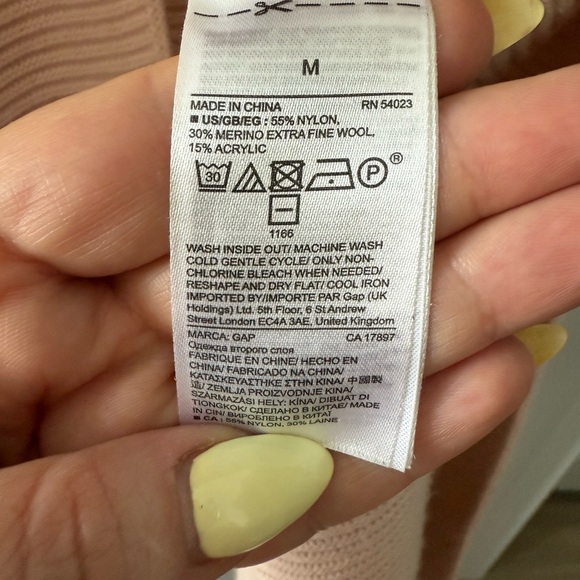 M
MADE IN CHINA RN 54023
US/GB/EG : 55% NYLON,
30% MERINO EXTRA FINE WOOL,
15% ACRYLIC
30 P ®
1166
WASH INSIDE OUT/ MACHINE WASH
COLD GENTLE CYCLE/ ONLY NON-
CHLORINE BLEACH WHEN NEEDED/
RESHAPE AND DRY FLAT/ COOL IRON
IMPORTED BY/IMPORTE PAR Gap (UK
Holdings) Ltd. 5th Floor, 6 St Andrew
Street London EC4A 3AE, United Kingdom
MARCA: GAP CA 17897
Одежда второго слоя
FABRIQUE EN CHINE/ HECHO EN
CHINA/ FABRICADO NA CHINA/
ΚΑΤΑΣΚΕΥΑΣΤΗΚΕ ΣΤΗΝ ΚΙΝΑ/ 中國製
造/ ZEMLJA PROIZVODNJE KINA/
SZÁRMAZÁSI HELY: KÍNA/ DIBUAT DI
TIONGKOK/ СДЕЛАНО В КИТАЕ/ MADE
IN CIN/ ВИРОБЛЕНО В КИТАЇ
CA : 55% NYLON, 30% LAINE